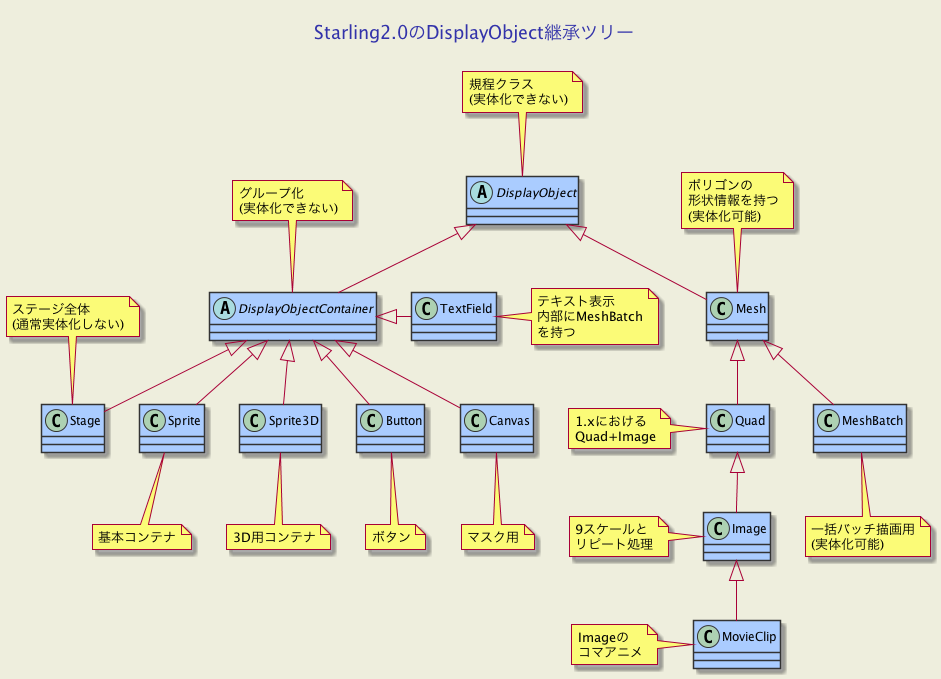 Starling2.0のDisplayObject継承ツリー
規程クラス
(実体化できない)
A DisplayObject
グループ化
(実体化できない)
ポリゴンの
形状情報を持つ
(実体化可能)
ステージ全体
(通常実体化しない)
A DisplayObjectContainer
C TextField
テキスト表示
内部にMeshBatch
を持つ
C Mesh
C Stage
C Sprite
C Sprite3D
C Button
C Canvas
1.xにおける
Quad+Image
C Quad
C MeshBatch
基本コンテナ
3D用コンテナ
ボタン
マスク用
9スケールと
リピート処理
C Image
一括バッチ描画用
(実体化可能)
Imageの
コマアニメ
C MovieClip